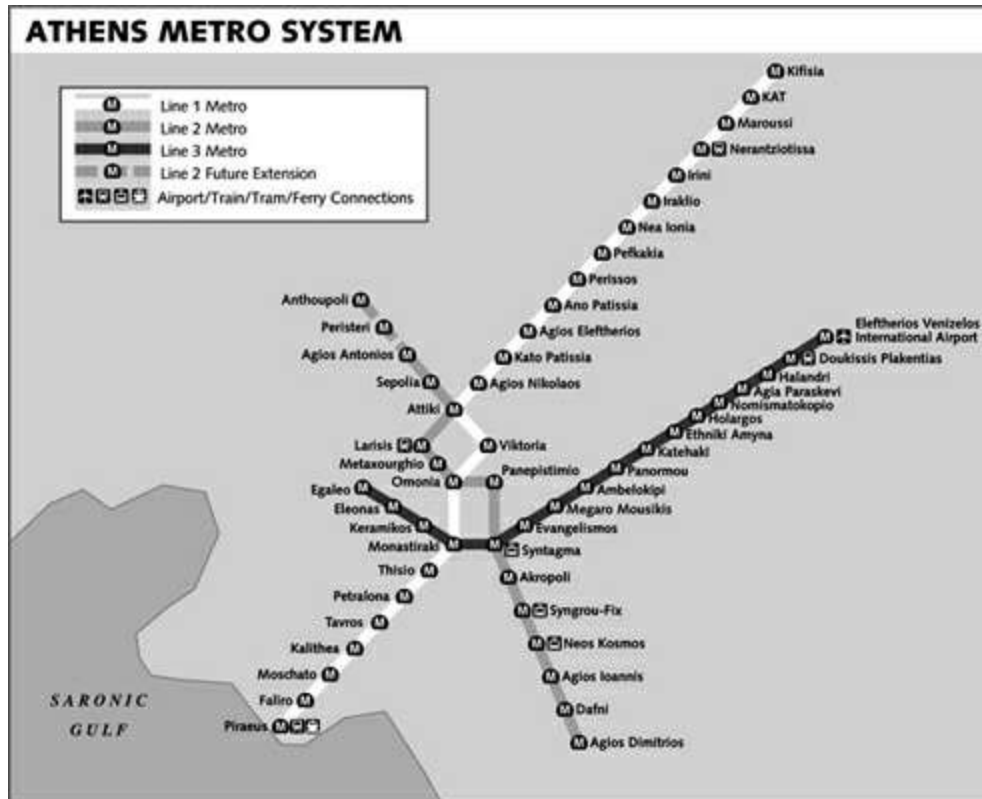 ATHENS METRO SYSTEM
Line 1 Metro
Line 2 Metro
Line 3 Metro
Line 2 Future Extension
Airport/Train/Tram/Ferry Connections
Kifisia
KAT
Maroussi
Nerantziotissa
Irini
Iraklio
Nea Ionia
Pefkakia
Perissos
Ano Patissia
Agios Eleftherios
Kato Patissia
Agios Nikolaos
Anthoupoli
Peristeri
Agios Antonios
Sepolia
Attiki
Larisis
Viktoria
Metaxourghio
Omonia
Panepistimio
Eleftherios Venizelos
International Airport
Doukissis Plakentias
Halandri
Agia Paraskevi
Nomismatokopio
Holargos
Ethniki Amyna
Katehaki
Panormou
Ambelokipi
Megaro Mousikis
Evangelismos
Egaleo
Eleonas
Keramikos
Monastiraki
Syntagma
Thisio
Akropoli
Petralona
Syngrou-Fix
Tavros
Neos Kosmos
Kalithea
Moschato
Agios Ioannis
Faliro
Dafni
Piraeus
Agios Dimitrios
SARONIC
GULF